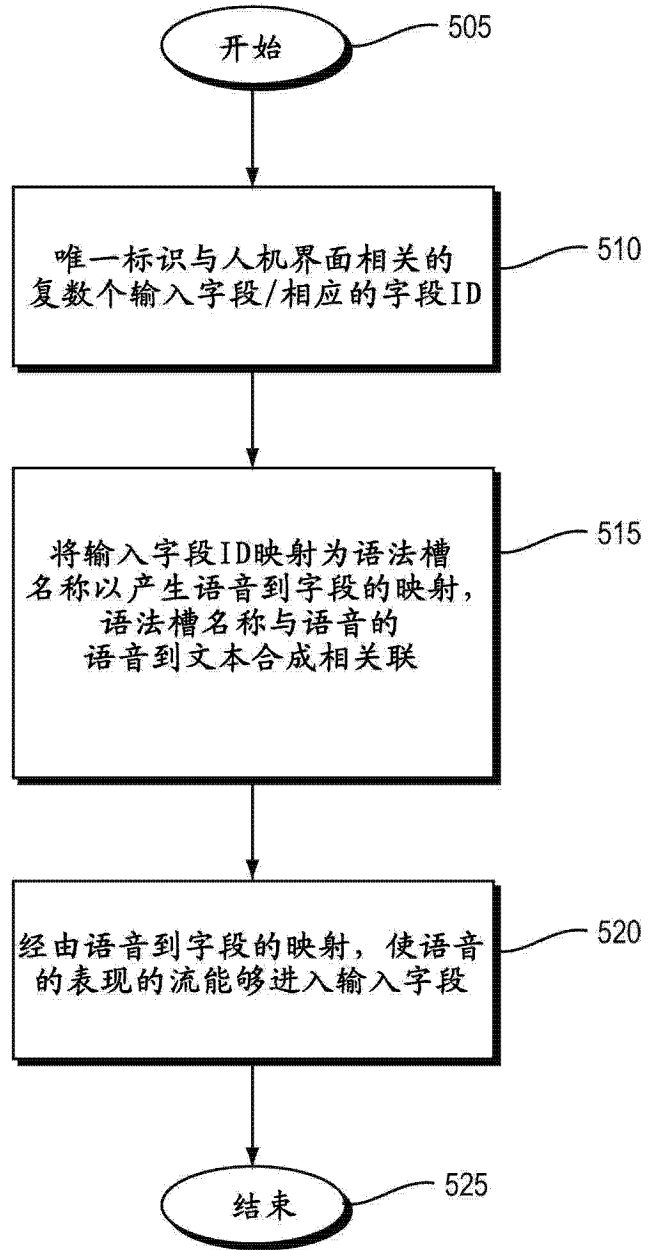 开始
505
唯一标识与人机界面相关的
复数个输入字段/相应的字段ID
510
将输入字段ID映射为语法槽
名称以产生语音到字段的映射，
语法槽名称与语音的
语音到文本合成相关联
515
经由语音到字段的映射，使语音
的表现的流能够进入输入字段
520
结束
525